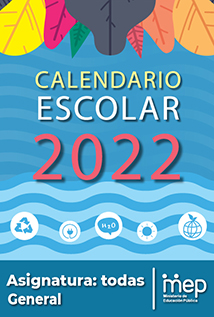 CALENDARIO
ESCOLAR
2022
H2O
Asignatura: todas
General
mep
Ministerio de
Educación Pública